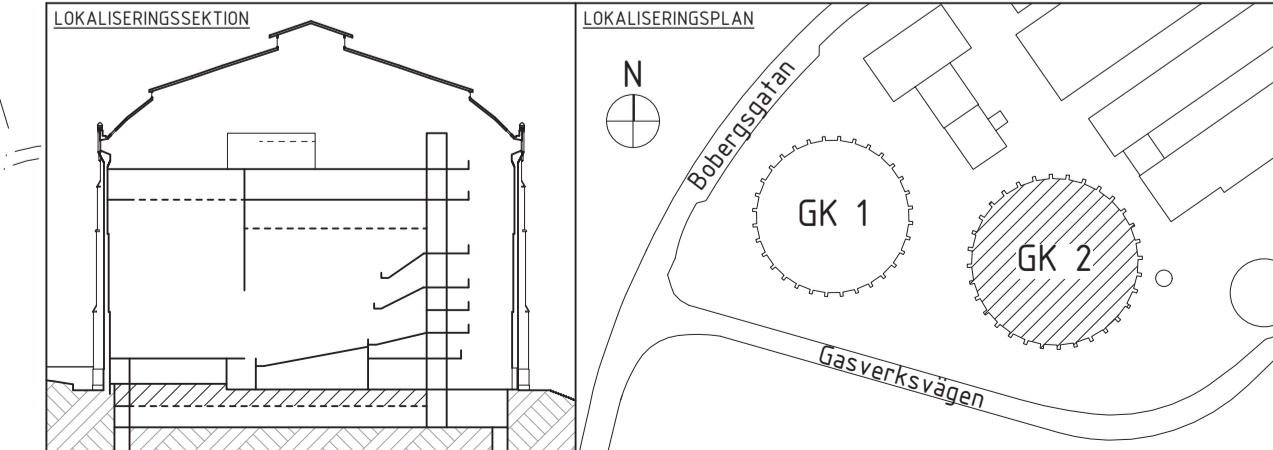 LOKALISERINGSSEKTION
LOKALISERINGSPLAN
N
Bobergsgatan
GK 1
GK 2
Gasverksvägen